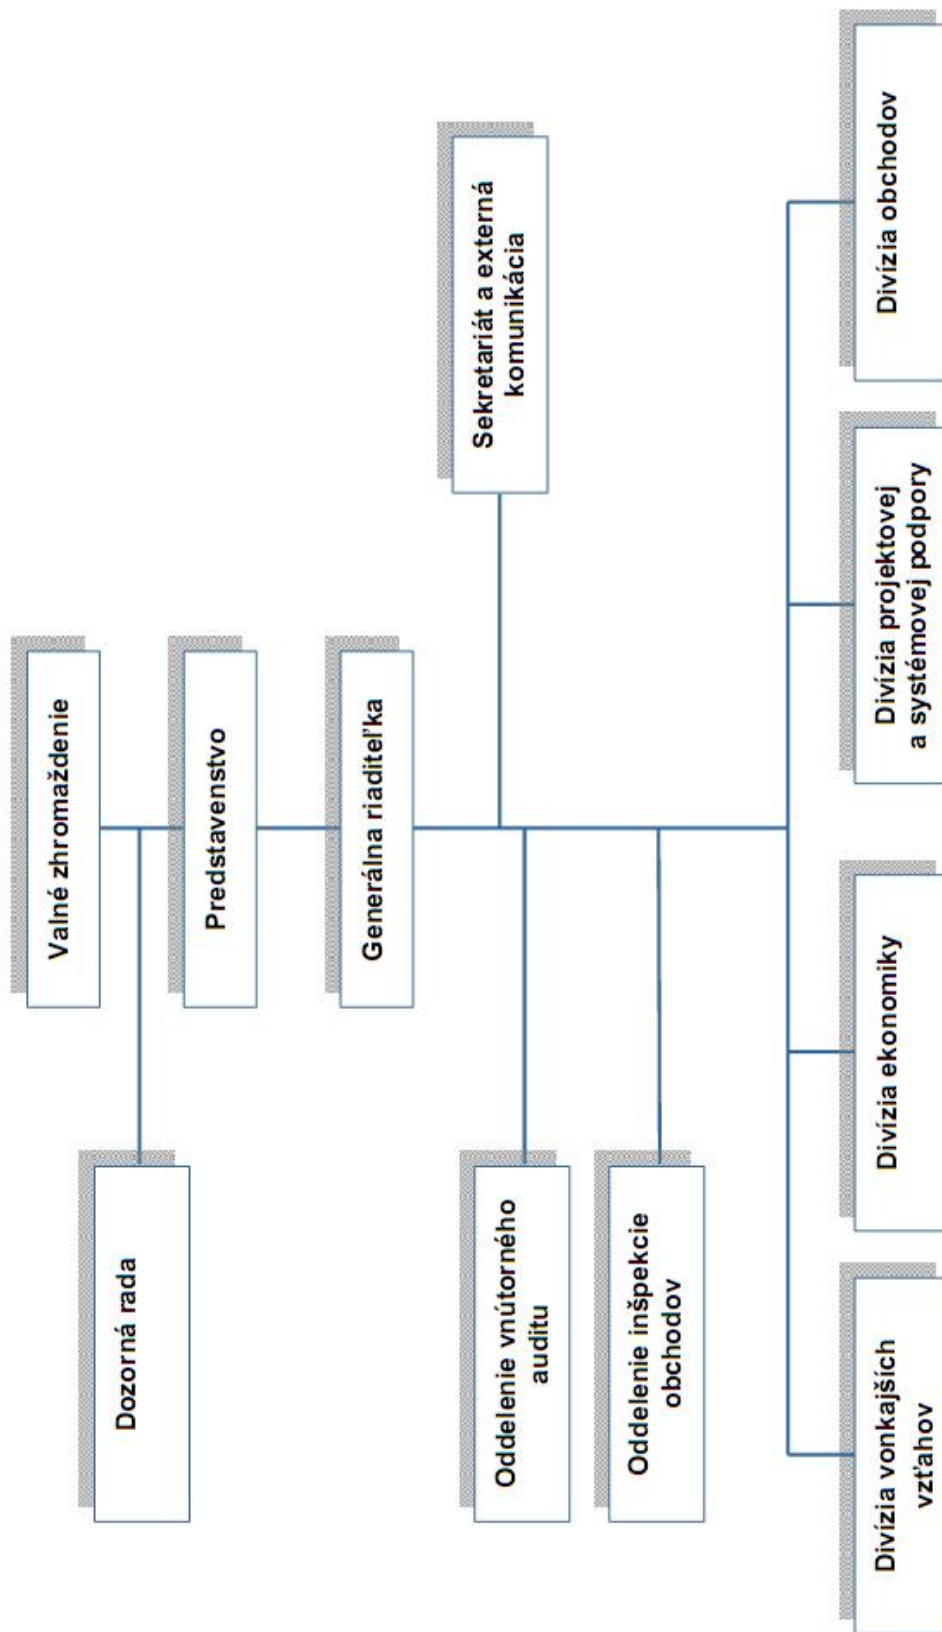 Valné zhromaždenie
Dozorná rada
Predstavenstvo
Generálna riaditeľka
Sekretariát a externá
komunikácia
Oddelenie vnútorného
auditu
Oddelenie inšpekcie
obchodov
Divízia vonkajších
vzťahov
Divízia ekonomiky
Divízia projektovej
a systémovej podpory
Divízia obchodov